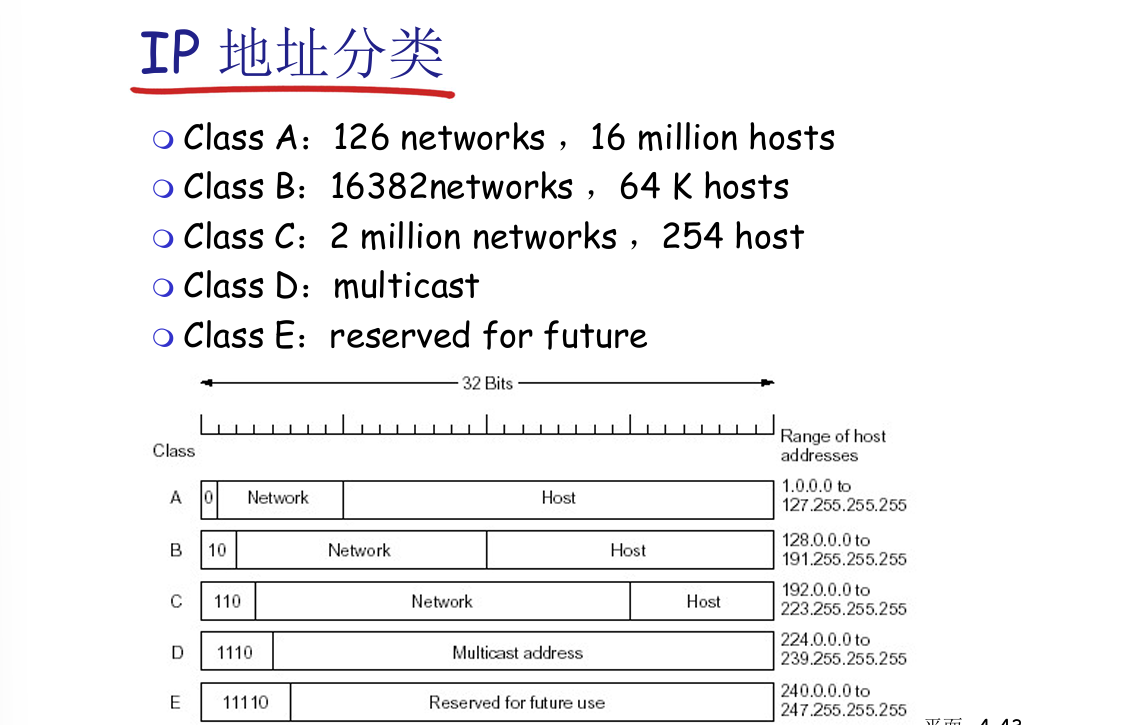 IP 地址分类
Class A：126 networks ，16 million hosts
Class B：16382networks ，64 K hosts
Class C：2 million networks ，254 host
Class D：multicast
Class E：reserved for future
32 Bits
Class
Range of host
addresses
A 0 Network Host 1.0.0.0 to
127.255.255.255
B 10 Network Host 128.0.0.0 to
191.255.255.255
C 110 Network Host 192.0.0.0 to
223.255.255.255
D 1110 Multicast address 224.0.0.0 to
239.255.255.255
E 11110 Reserved for future use 240.0.0.0 to
247.255.255.255